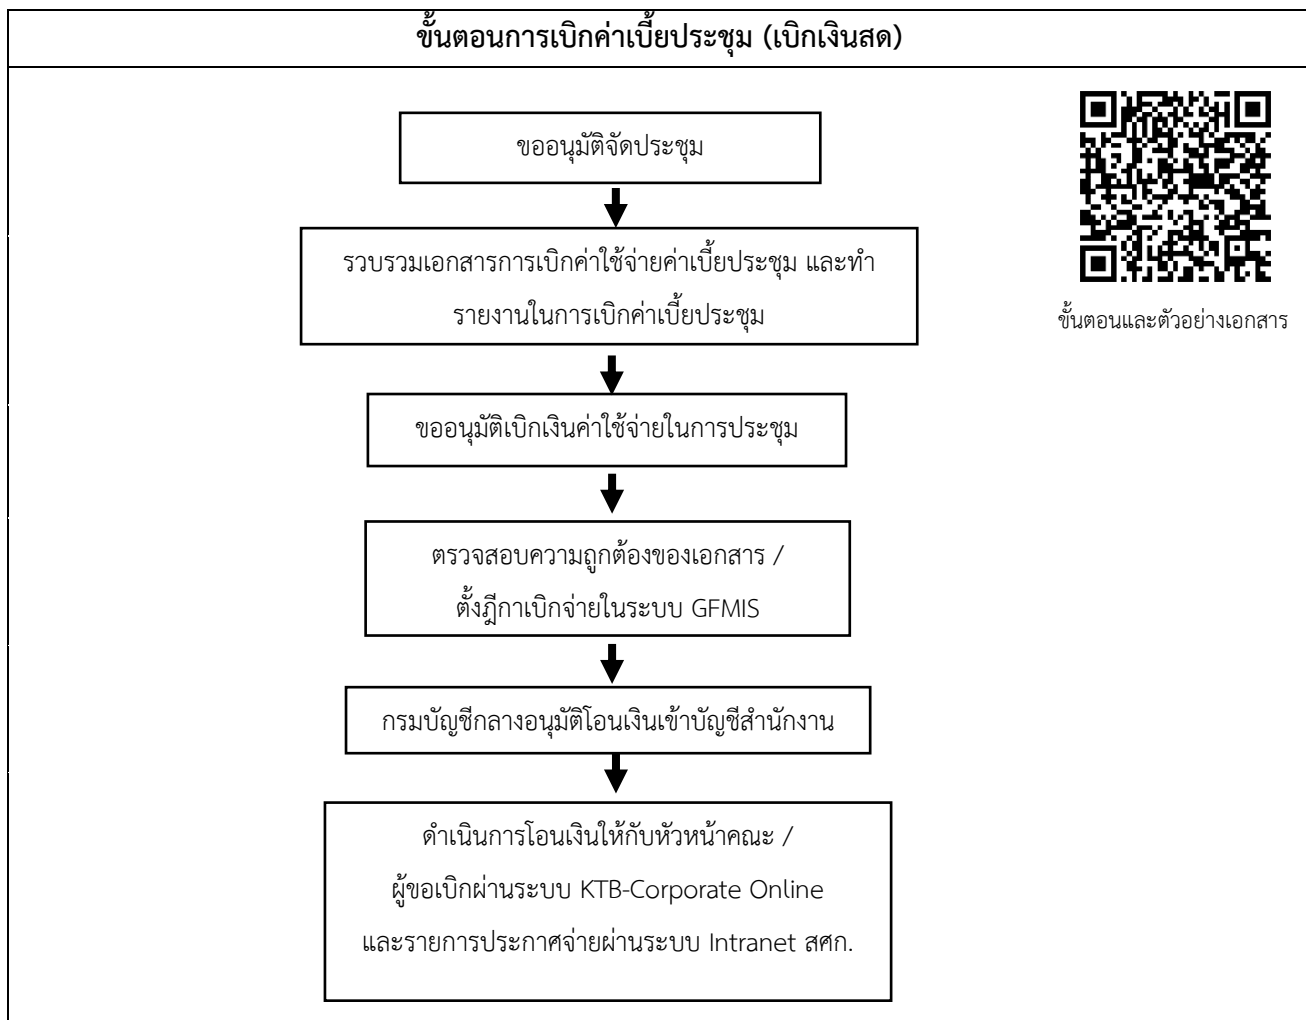 ขั้นตอนการเบิกค่าเบี้ยประชุม (เบิกเงินสด)
ขออนุมัติจัดประชุม
รวบรวมเอกสารการเบิกค่าใช้จ่ายค่าเบี้ยประชุม และทำ
รายงานในการเบิกค่าเบี้ยประชุม
ขั้นตอนและตัวอย่างเอกสาร
ขออนุมัติเบิกเงินค่าใช้จ่ายในการประชุม
ตรวจสอบความถูกต้องของเอกสาร /
ตั้งฎีกาเบิกจ่ายในระบบ GFMIS
กรมบัญชีกลางอนุมัติโอนเงินเข้าบัญชีสำนักงาน
ดำเนินการโอนเงินให้กับหัวหน้าคณะ /
ผู้ขอเบิกผ่านระบบ KTB-Corporate Online
และรายการประกาศจ่ายผ่านระบบ Intranet สศก.